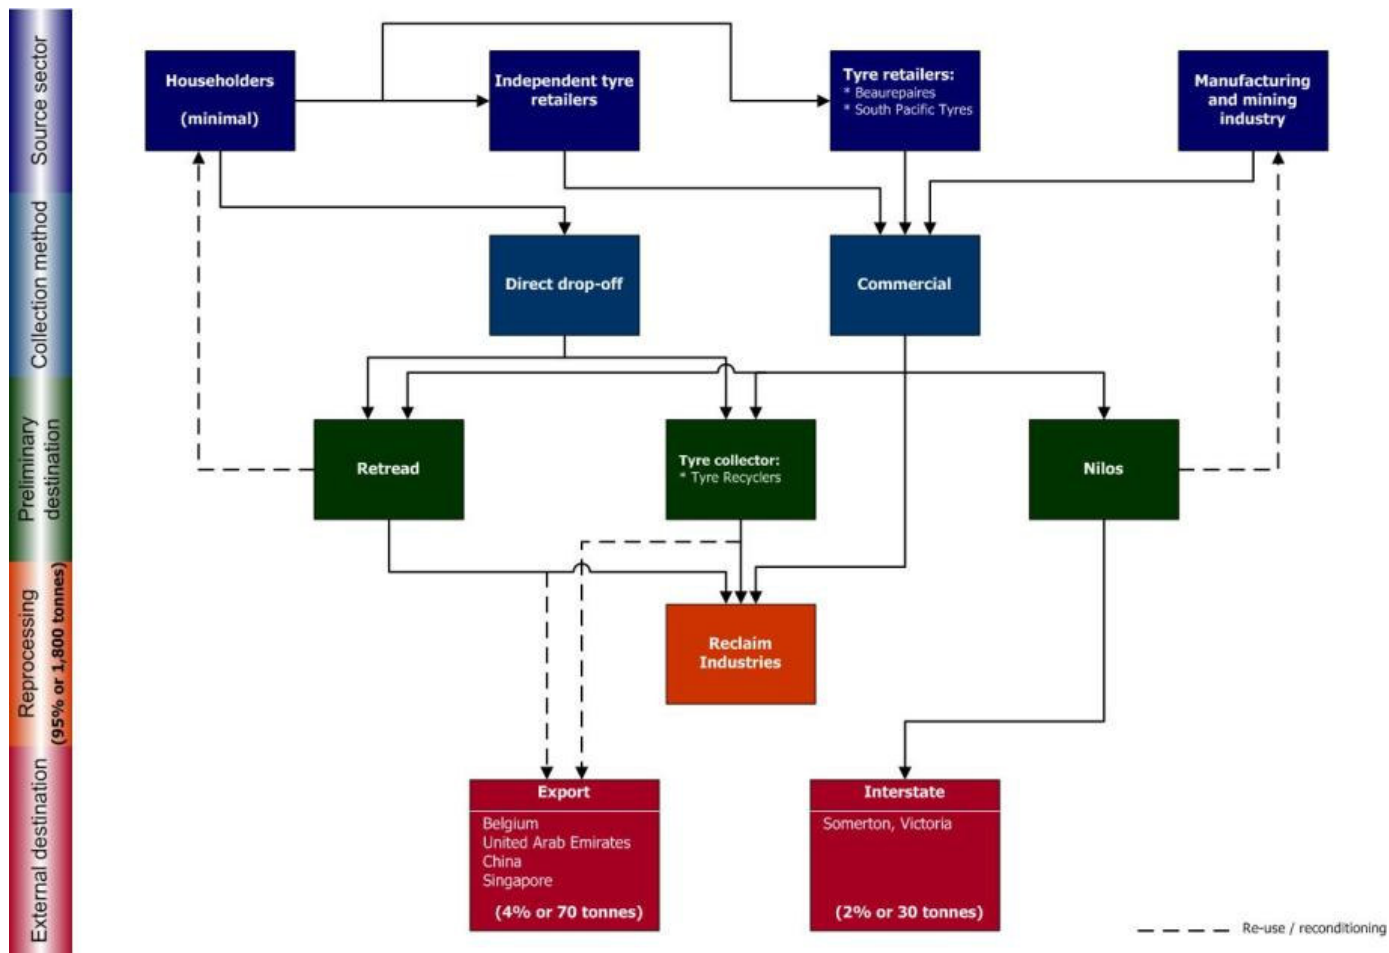 Source sector
Householders
(minimal)
Independent tyre
retailers
Tyre retailers:
* Beaurepaires
* South Pacific Tyres
Manufacturing
and mining
industry
Collection method
Direct drop-off
Commercial
Preliminary
destination
Retread
Tyre collector:
* Tyre Recyclers
Nilos
Reprocessing
(95% or 1,800 tonnes)
Reclaim
Industries
External destination
Export
Belgium
United Arab Emirates
China
Singapore
(4% or 70 tonnes)
Interstate
Somerton, Victoria
(2% or 30 tonnes)
Re-use / reconditioning